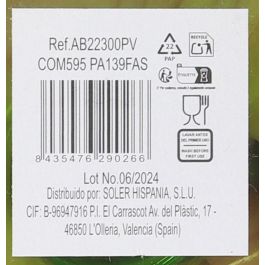 Ref.AB22300PV
COM595 PA139FAS
22
PAP
RECYCLE
ETIQUETTE
8 435476 290266
LAVAR ANTES
DEL PRIMER USO
WASH BEFORE
FIRST USE
Lot No.06/2024
Distribuido por: SOLER HISPANIA, S.L.U.
CIF: B-96947916 P.I. El Carrascot Av. del Plàstic, 17 -
46850 L'Olleria, Valencia (Spain)